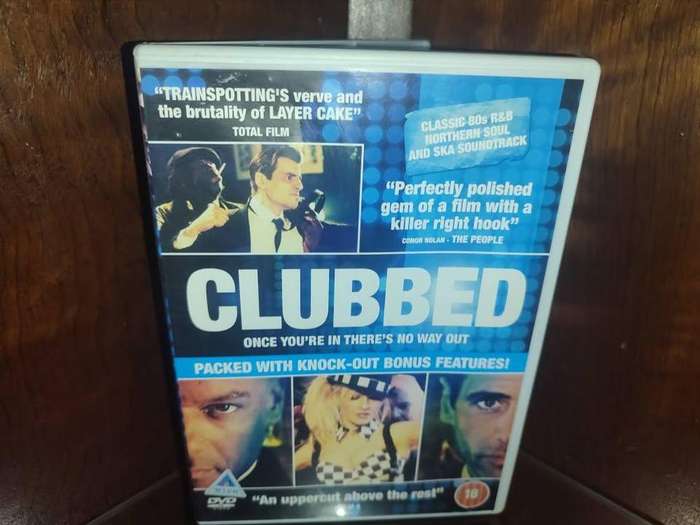 “TRAINSPOTTING'S verve and
the brutality of LAYER CAKE”
TOTAL FILM
CLASSIC 80s R&B
NORTHERN SOUL
AND SKA SOUNDTRACK
“Perfectly polished
gem of a film with a
killer right hook”
CONOR NOLAN - THE PEOPLE
CLUBBED
ONCE YOU'RE IN THERE'S NO WAY OUT
PACKED WITH KNOCK-OUT BONUS FEATURES!
DVD
“An uppercut above the rest”
18